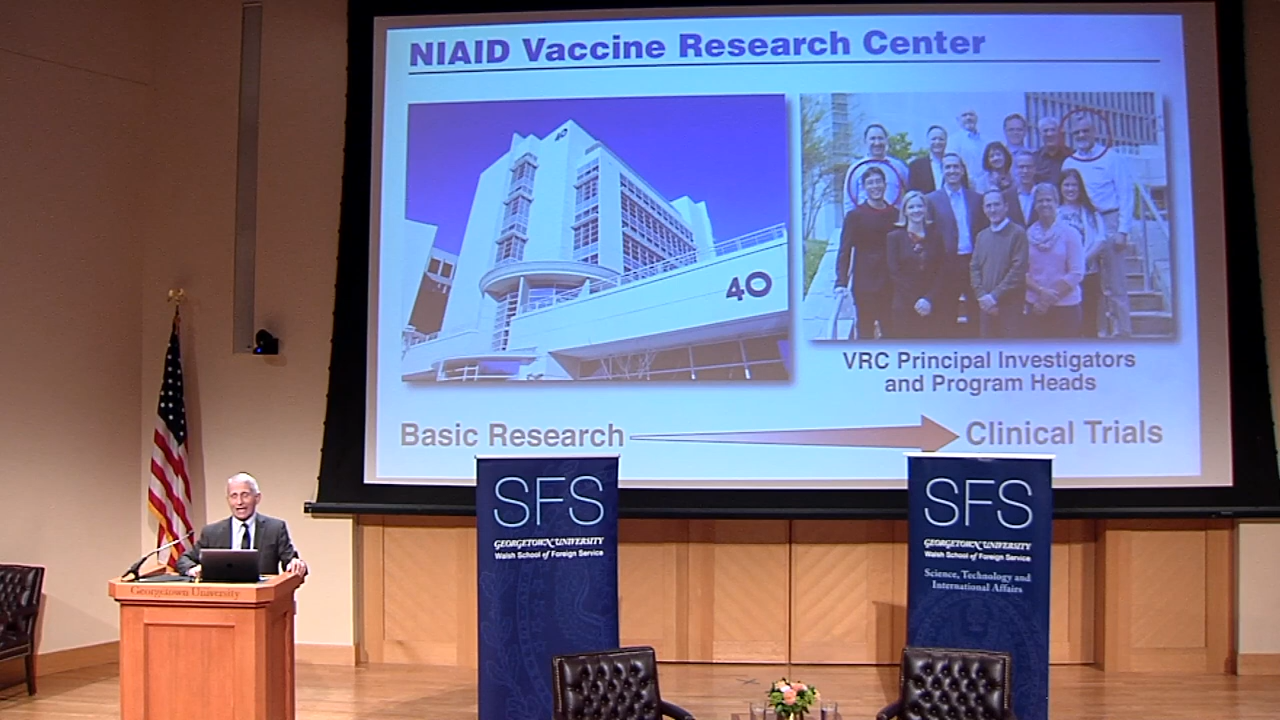 NIAID Vaccine Research Center
40
40
VRC Principal Investigators
and Program Heads
Basic Research
Clinical Trials
SFS
GEORGETOWN UNIVERSITY
Walsh School of Foreign Service
SFS
GEORGETOWN UNIVERSITY
Walsh School of Foreign Service
Science, Technology and
International Affairs
Georgetown University